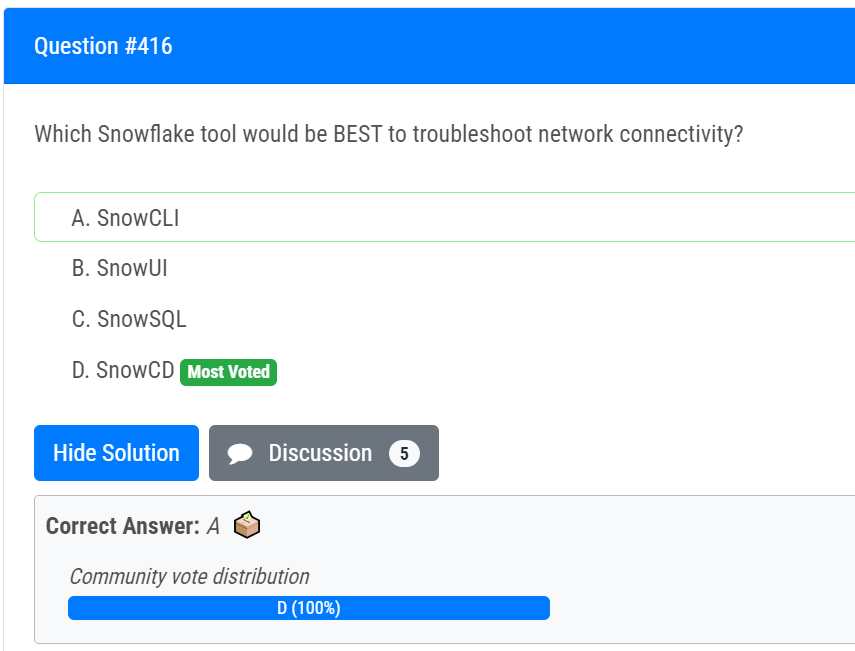 Question #416
Which Snowflake tool would be BEST to troubleshoot network connectivity?
A. SnowCLI
B. SnowUI
C. SnowSQL
D. SnowCD Most Voted
Hide Solution Discussion 5
Correct Answer: A
Community vote distribution
D (100%)